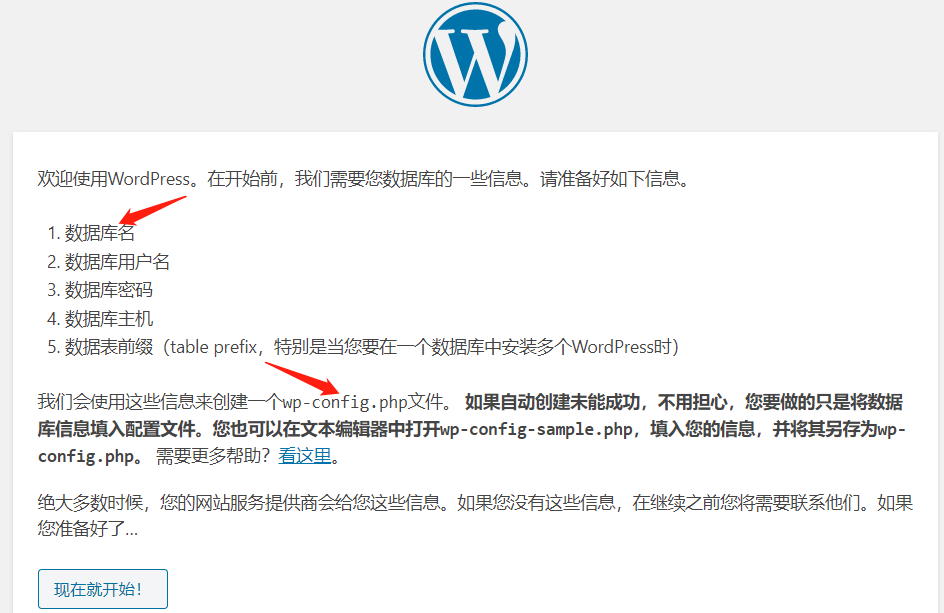 欢迎使用WordPress。在开始前，我们需要您数据库的一些信息。请准备好如下信息。
1. 数据库名
2. 数据库用户名
3. 数据库密码
4. 数据库主机
5. 数据表前缀（table prefix，特别是当您要在一个数据库中安装多个WordPress时）
我们会使用这些信息来创建一个wp-config.php文件。 如果自动创建未能成功，不用担心，您要做的只是将数据
库信息填入配置文件。您也可以在文本编辑器中打开wp-config-sample.php，填入您的信息，并将其另存为wp-
config.php。 需要更多帮助？看这里。
绝大多数时候，您的网站服务提供商会给您这些信息。如果您没有这些信息，在继续之前您将需要联系他们。如果
您准备好了…
现在就开始！